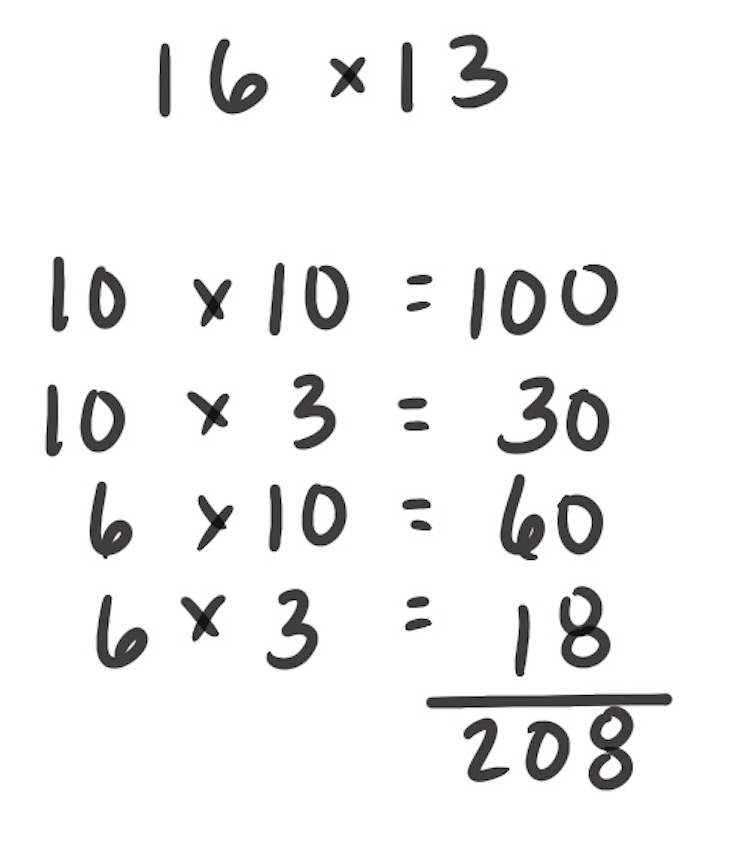 16 × 13
10 × 10 = 100
10 × 3 = 30
6 × 10 = 60
6 × 3 = 18
208